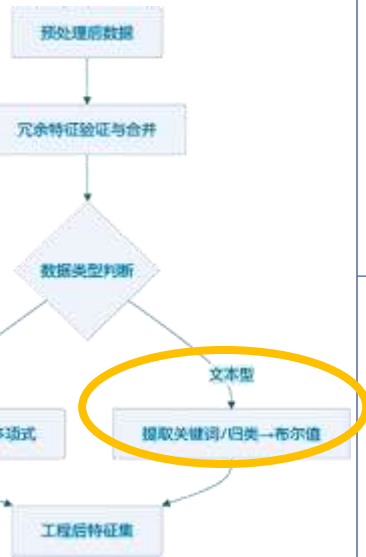 预处理后数据
冗余特征验证与合并
数据类型判断
文本型
项式
提取关键词/归类→布尔值
工程后特征集